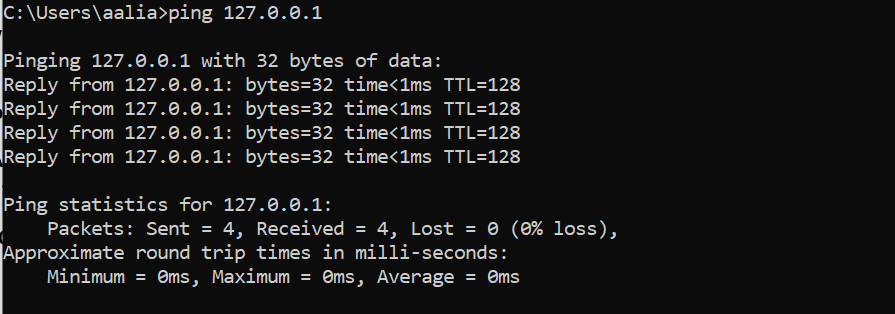 C:\Users\aalia>ping 127.0.0.1
Pinging 127.0.0.1 with 32 bytes of data:
Reply from 127.0.0.1: bytes=32 time<1ms TTL=128
Reply from 127.0.0.1: bytes=32 time<1ms TTL=128
Reply from 127.0.0.1: bytes=32 time<1ms TTL=128
Reply from 127.0.0.1: bytes=32 time<1ms TTL=128
Ping statistics for 127.0.0.1:
Packets: Sent = 4, Received = 4, Lost = 0 (0% loss),
Approximate round trip times in milli-seconds:
Minimum = 0ms, Maximum = 0ms, Average = 0ms